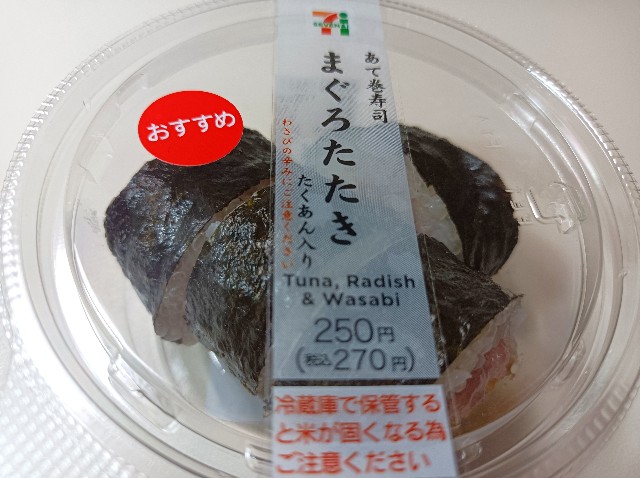 7
SEVEN
i
あて巻寿司
まぐろたたき
たくあん入り
わさびの辛みにご注意ください
おすすめ
Tuna, Radish
& Wasabi
250円
(税込270円)
冷蔵庫で保管する
と米が固くなる為
ご注意ください